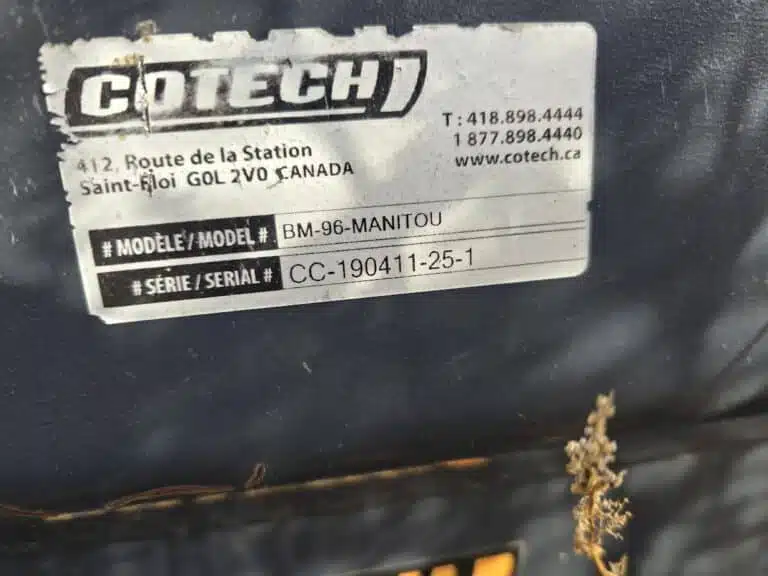 COTECH
T : 418.898.4444
1 877.898.4440
www.cotech.ca
412, Route de la Station
Saint-Éloi G0L 2V0 CANADA
# MODÈLE / MODEL # BM-96-MANITOU
# SÉRIE / SERIAL # CC-190411-25-1